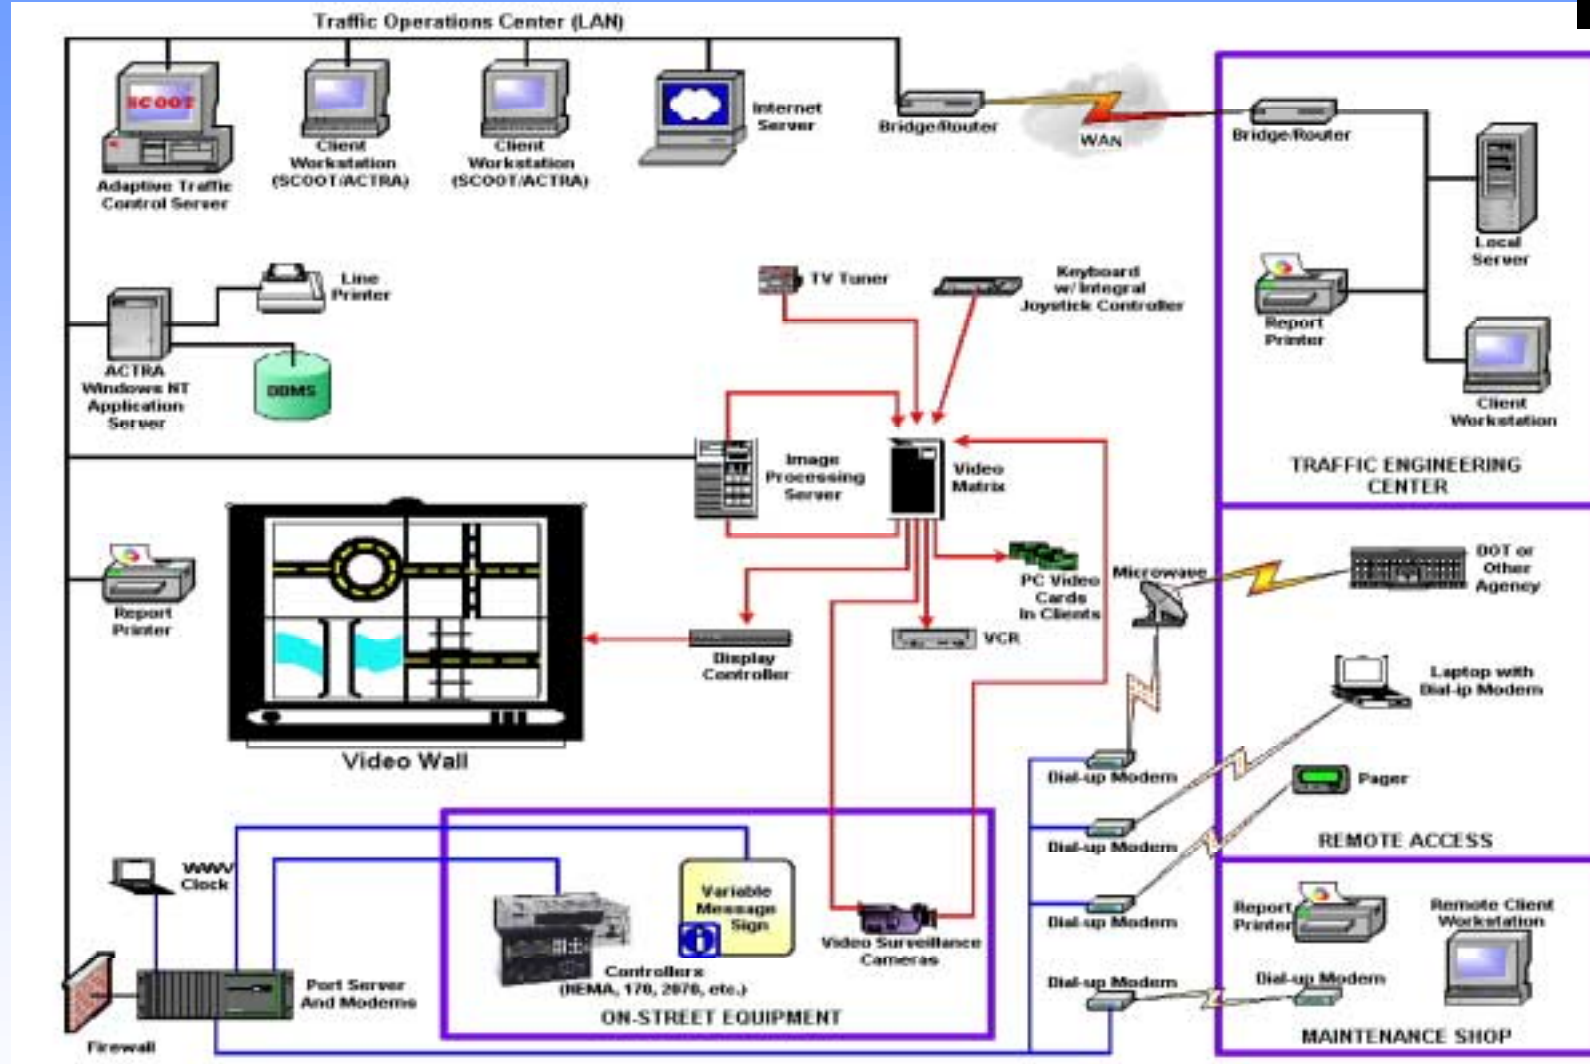 Traffic Operations Center (LAN)
SCOOT
Adaptive Traffic
Control Server
Client
Workstation
(SCOOT/ACTRA)
Client
Workstation
(SCOOT/ACTRA)
Internet
Server
Bridge/Router
WAN
Bridge/Router
Local
Server
Report
Printer
Client
Workstation
TRAFFIC ENGINEERING
CENTER
Line
Printer
ACTRA
Windows NT
Application
Server
DBMS
TV Tuner
Keyboard
w/ Integral
Joystick Controller
Image
Processing
Server
Video
Matrix
Report
Printer
Display
Controller
VCR
PC Video
Cards
In Clients
Microwave
DOT or
Other
Agency
Laptop with
Dial-ip Modem
Video Wall
Dial-up Modem
Pager
Dial-up Modem
REMOTE ACCESS
Dial-up Modem
WWV
Clock
Variable
Message
Sign
i
Video Surveillance
Cameras
Controllers
(NEMA, 170, 2070, etc.)
ON-STREET EQUIPMENT
Port Server
And Modems
Firewall
Dial-up Modem
Report
Printer
Remote Client
Workstation
Dial-up Modem
MAINTENANCE SHOP